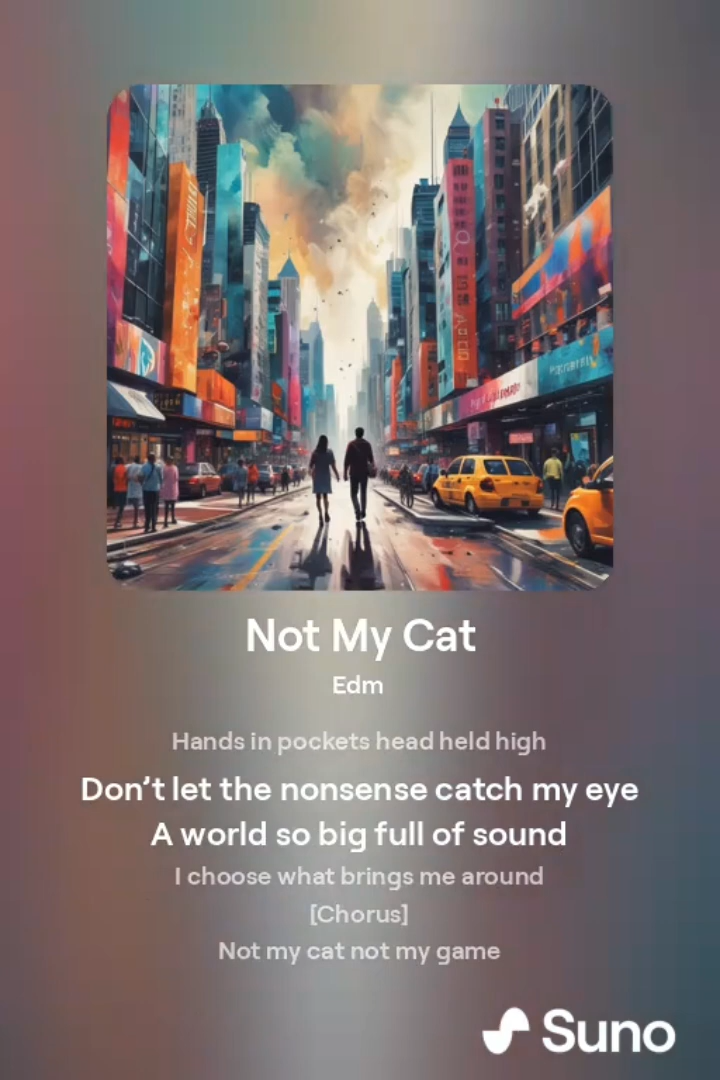 Not My Cat
Edm
Hands in pockets head held high
Don't let the nonsense catch my eye
A world so big full of sound
I choose what brings me around
[Chorus]
Not my cat not my game
Suno